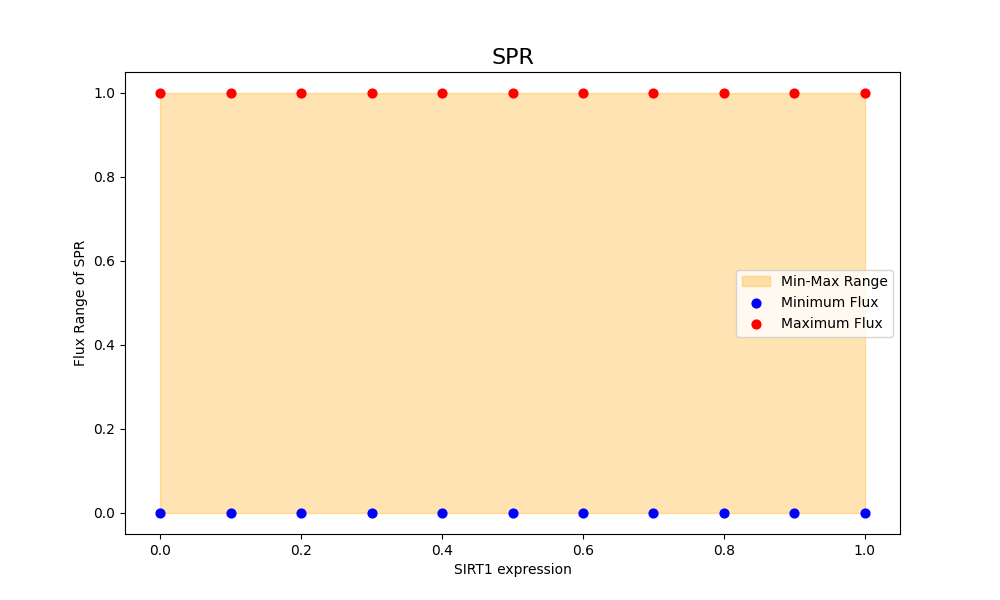 SPR
1.0
0.8
0.6
0.4
0.2
0.0
Flux Range of SPR
Min-Max Range
Minimum Flux
Maximum Flux
0.0 0.2 0.4 0.6 0.8 1.0
SIRT1 expression